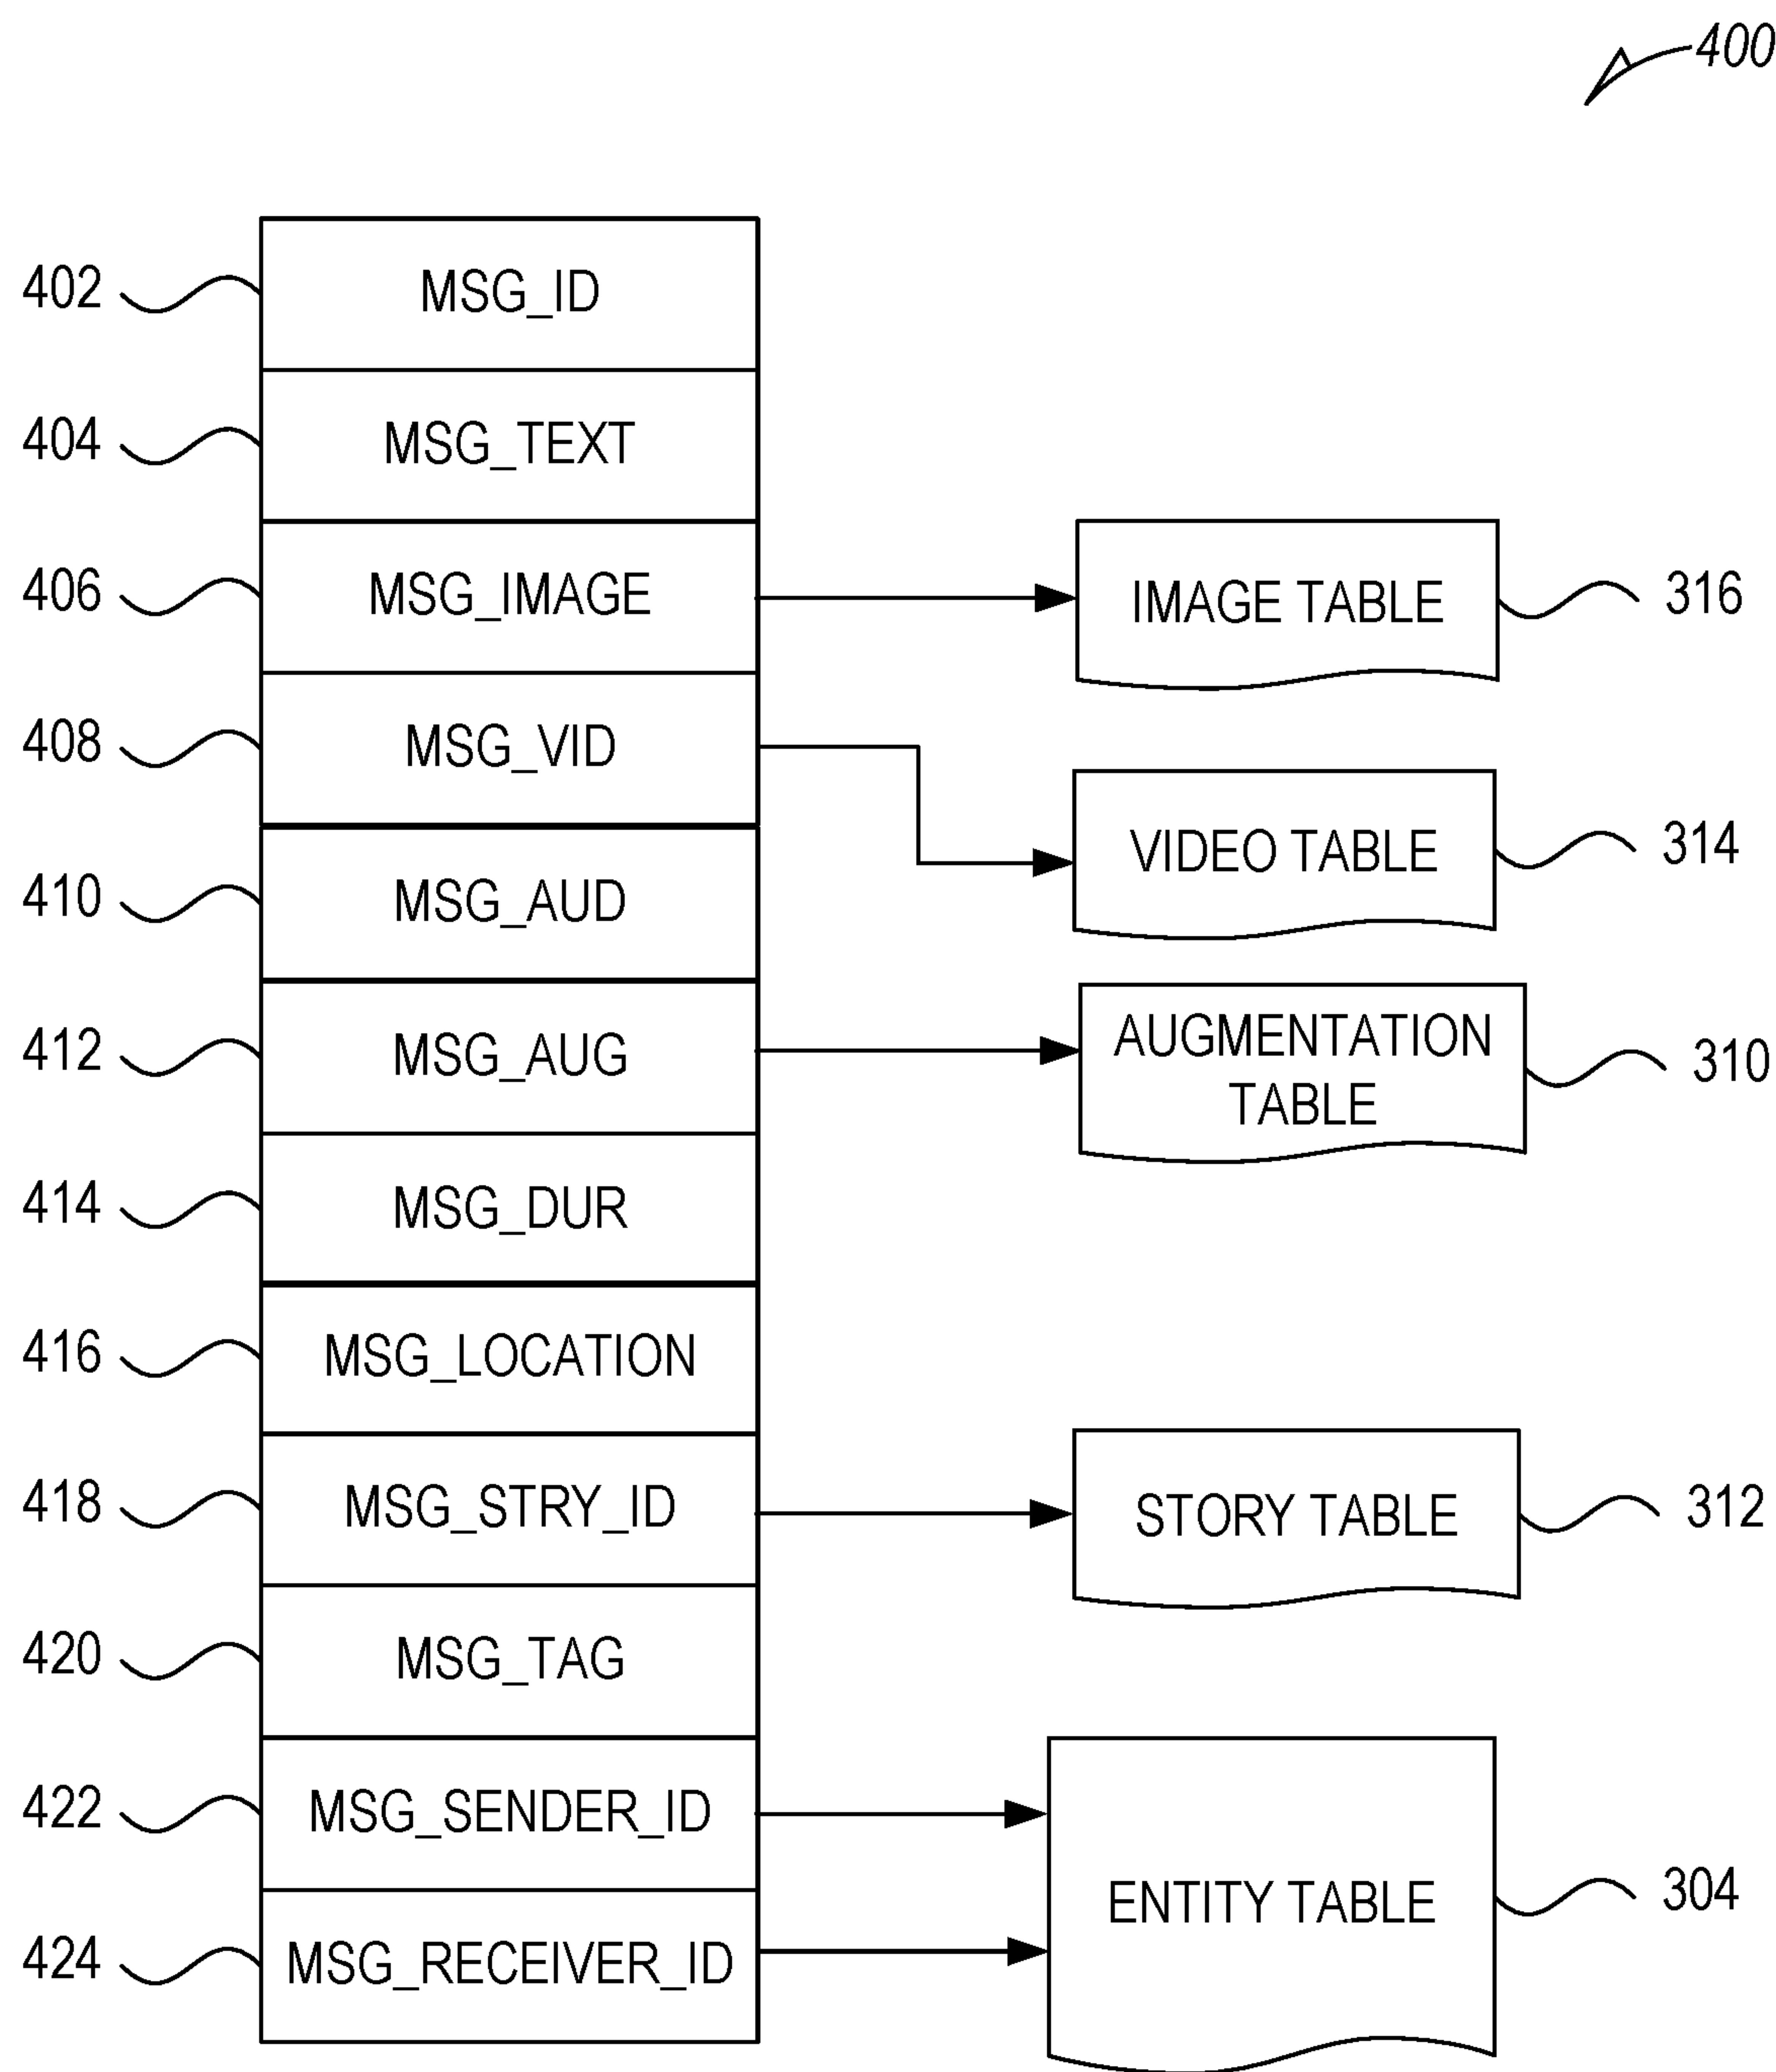 400
402 MSG_ID
404 MSG_TEXT
406 MSG_IMAGE IMAGE TABLE 316
408 MSG_VID VIDEO TABLE 314
410 MSG_AUD
412 MSG_AUG AUGMENTATION
TABLE 310
414 MSG_DUR
416 MSG_LOCATION
418 MSG_STRY_ID STORY TABLE 312
420 MSG_TAG
422 MSG_SENDER_ID
ENTITY TABLE 304
424 MSG_RECEIVER_ID